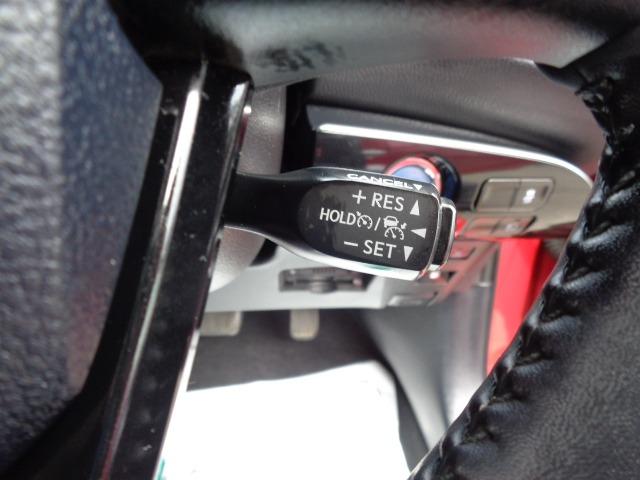 CANCEL▼
+ RES ▲
HOLD / ◀
− SET ▼